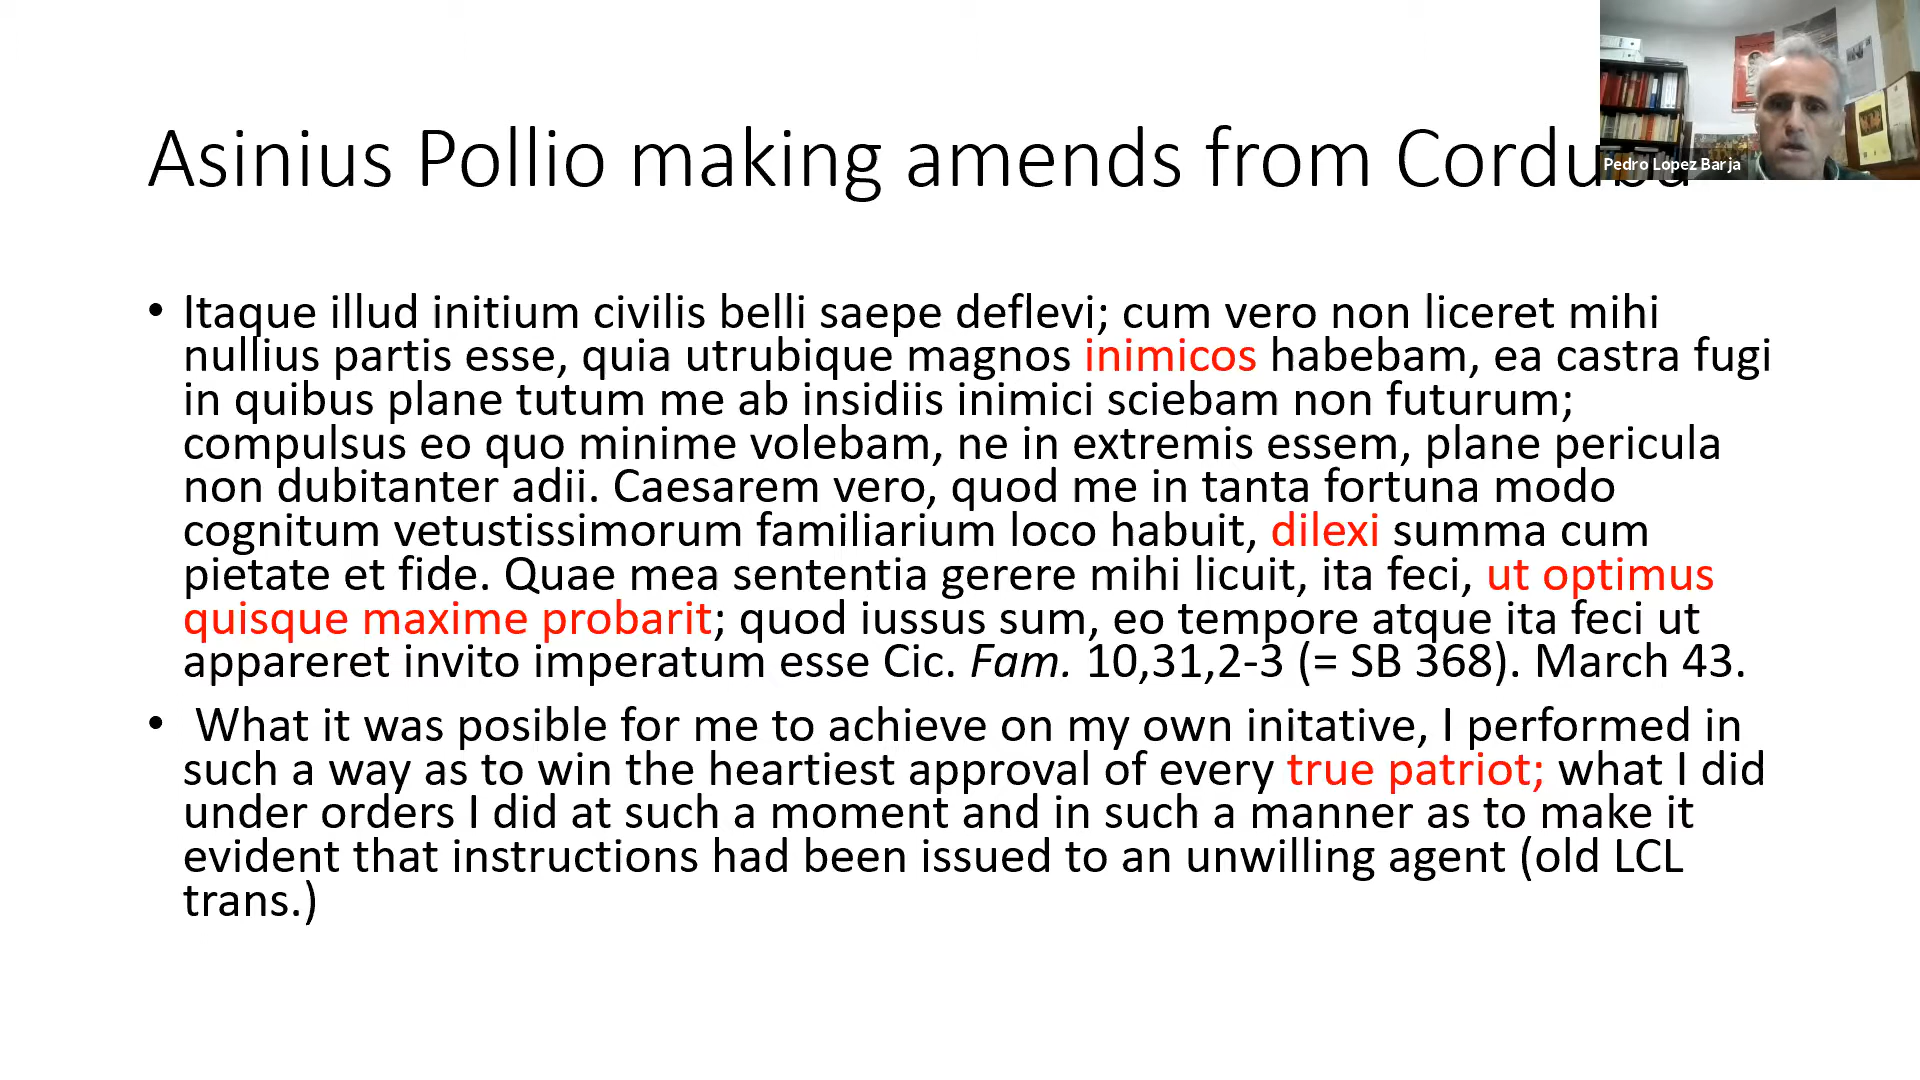 Asinius Pollio making amends from Corduba
Pedro Lopez Barja
• Itaque illud initium civilis belli saepe deflevi; cum vero non liceret mihi
nullius partis esse, quia utrubique magnos inimicos habebam, ea castra fugi
in quibus plane tutum me ab insidiis inimici sciebam non futurum;
compulsus eo quo minime volebam, ne in extremis essem, plane pericula
non dubitanter adii. Caesarem vero, quod me in tanta fortuna modo
cognitum vetustissimorum familiarium loco habuit, dilexi summa cum
pietate et fide. Quae mea sententia gerere mihi licuit, ita feci, ut optimus
quisque maxime probarit; quod iussus sum, eo tempore atque ita feci ut
appareret invito imperatum esse Cic. Fam. 10,31,2-3 (= SB 368). March 43.
• What it was posible for me to achieve on my own initative, I performed in
such a way as to win the heartiest approval of every true patriot; what I did
under orders I did at such a moment and in such a manner as to make it
evident that instructions had been issued to an unwilling agent (old LCL
trans.)